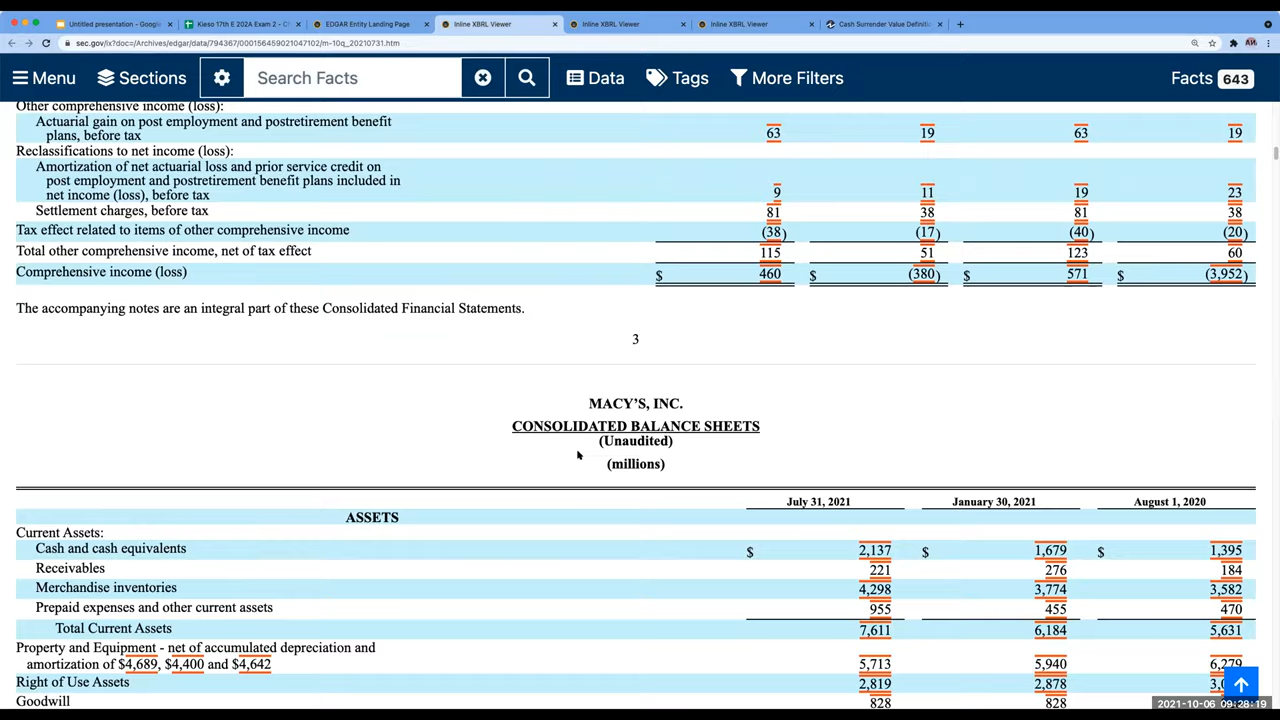 Untitled presentation - Google Kieso 17th E 202A Exam 2 - Ch EDGAR Entity Landing Page Inline XBRL Viewer Inline XBRL Viewer Inline XBRL Viewer Cash Surrender Value Definiti
sec.gov/ix?doc=/Archives/edgar/data/794367/000156459021047102/m-10q_20210731.htm
Menu Sections Search Facts Data Tags More Filters Facts 643
Other comprehensive income (loss):
Actuarial gain on post employment and postretirement benefit
plans, before tax 63 19 63 19
Reclassifications to net income (loss):
Amortization of net actuarial loss and prior service credit on
post employment and postretirement benefit plans included in
net income (loss), before tax 9 11 19 23
Settlement charges, before tax 81 38 81 38
Tax effect related to items of other comprehensive income (38) (17) (40) (20)
Total other comprehensive income, net of tax effect 115 51 123 60
Comprehensive income (loss) $ 460 $ (380) $ 571 $ (3,952)
The accompanying notes are an integral part of these Consolidated Financial Statements.
3
MACY'S, INC.
CONSOLIDATED BALANCE SHEETS
(Unaudited)
(millions)
July 31, 2021 January 30, 2021 August 1, 2020
ASSETS
Current Assets:
Cash and cash equivalents $ 2,137 $ 1,679 $ 1,395
Receivables 221 276 184
Merchandise inventories 4,298 3,774 3,582
Prepaid expenses and other current assets 955 455 470
Total Current Assets 7,611 6,184 5,631
Property and Equipment - net of accumulated depreciation and
amortization of $4,689, $4,400 and $4,642 5,713 5,940 6,279
Right of Use Assets 2,819 2,878
Goodwill 828 828
2021-10-06 09:28:19